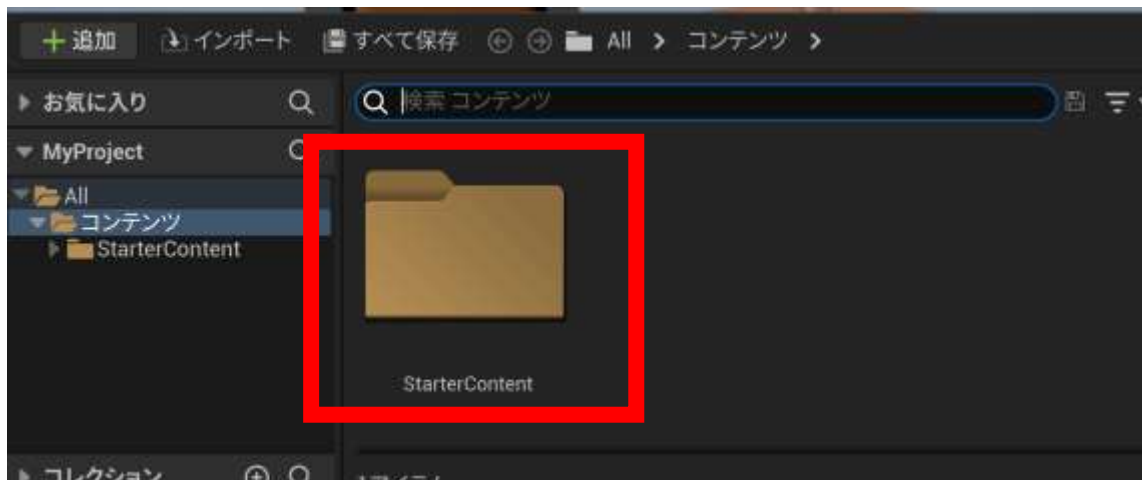 追加 インポート すべて保存 All > コンテンツ >
お気に入り
検索 コンテンツ
MyProject
All
コンテンツ
StarterContent
StarterContent
コレクション